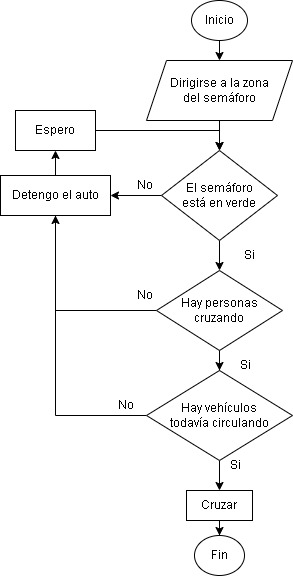 Inicio
Dirigirse a la zona
del semáforo
Espero
No
Detengo el auto
El semáforo
está en verde
Si
No
Hay personas
cruzando
Si
No
Hay vehículos
todavía circulando
Si
Cruzar
Fin